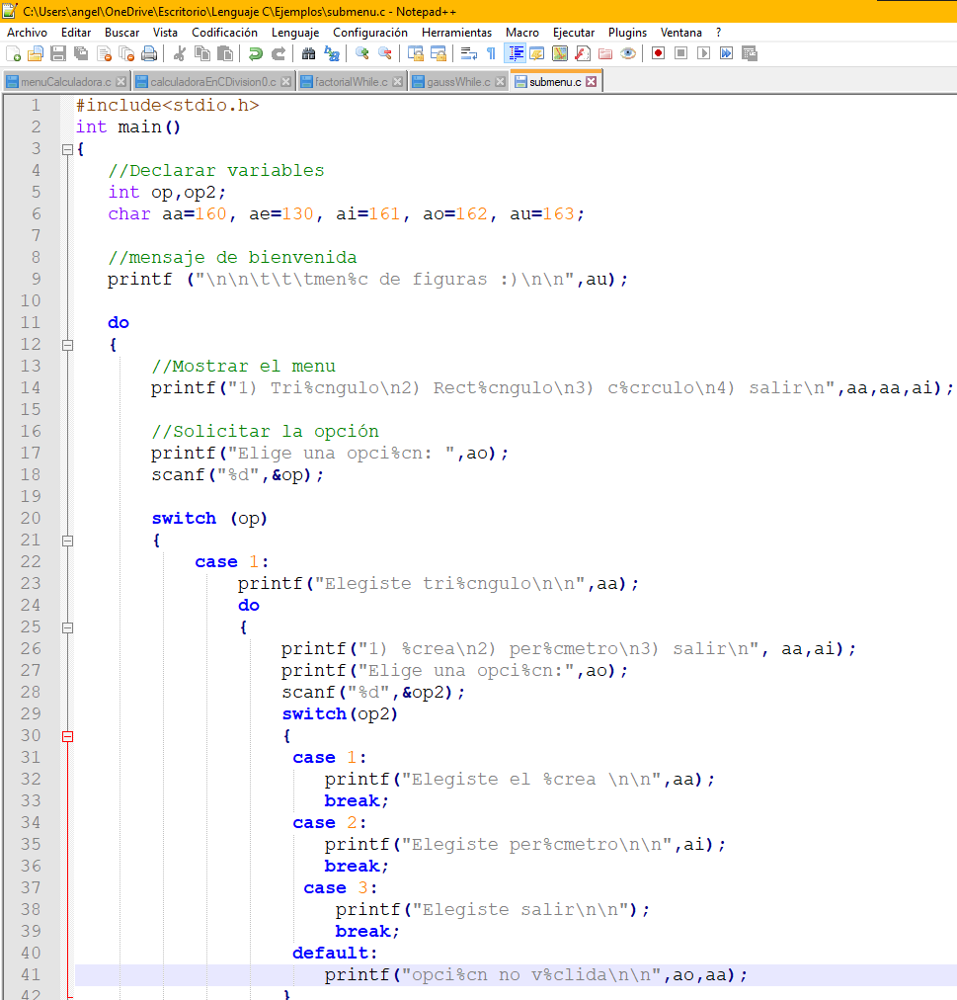 C:\Users\angel\OneDrive\Escritorio\Lenguaje C\Ejemplos\submenu.c - Notepad++
Archivo Editar Buscar Vista Codificación Lenguaje Configuración Herramientas Macro Ejecutar Plugins Ventana ?
menuCalculadora.c calculadoraEnCDivision0.c factorialWhile.c gaussWhile.c submenu.c
1 #include<stdio.h>
2 int main()
3 {
4 //Declarar variables
5 int op,op2;
6 char aa=160, ae=130, ai=161, ao=162, au=163;
7
8 //mensaje de bienvenida
9 printf ("\n\n\t\t\tmen%c de figuras :)\n\n",au);
10
11 do
12 {
13 //Mostrar el menu
14 printf("1) Tri%cngulo\n2) Rect%cngulo\n3) c%crculo\n4) salir\n",aa,aa,ai);
15
16 //Solicitar la opción
17 printf("Elige una opci%cn: ",ao);
18 scanf("%d",&op);
19
20 switch (op)
21 {
22 case 1:
23 printf("Elegiste tri%cngulo\n\n",aa);
24 do
25 {
26 printf("1) %crea\n2) per%cmetro\n3) salir\n", aa,ai);
27 printf("Elige una opci%cn:",ao);
28 scanf("%d",&op2);
29 switch(op2)
30 {
31 case 1:
32 printf("Elegiste el %crea \n\n",aa);
33 break;
34 case 2:
35 printf("Elegiste per%cmetro\n\n",ai);
36 break;
37 case 3:
38 printf("Elegiste salir\n\n");
39 break;
40 default:
41 printf("opci%cn no v%clida\n\n",ao,aa);
42 }